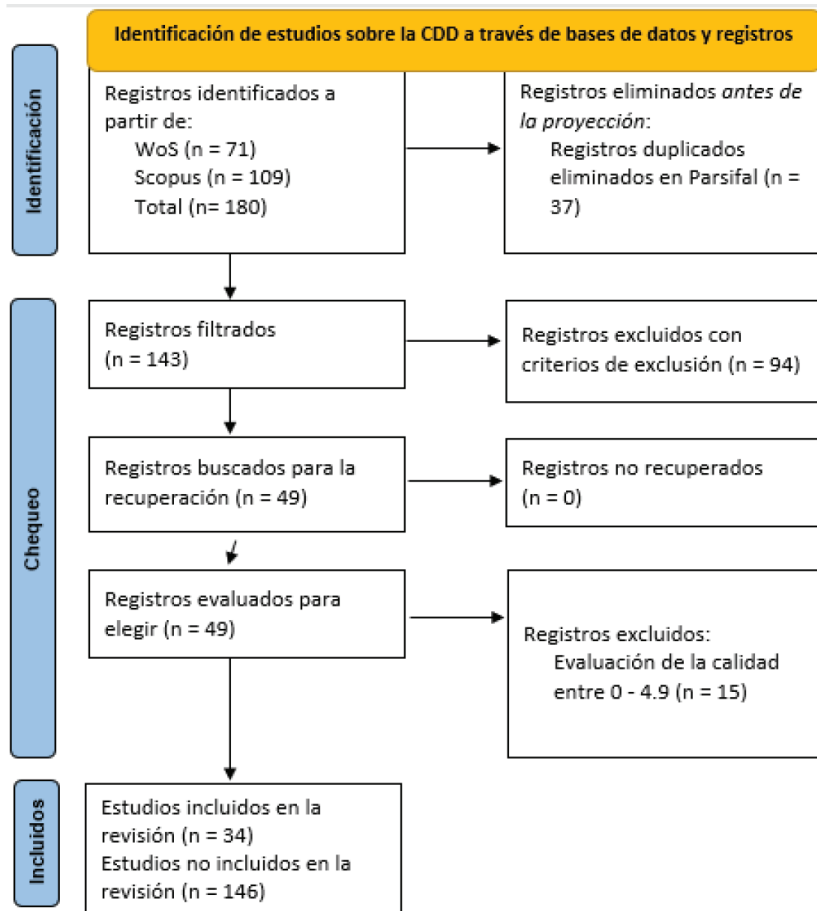 Identificación de estudios sobre la CDD a través de bases de datos y registros
Identificación
Registros identificados a
partir de:
WoS (n = 71)
Scopus (n = 109)
Total (n= 180)
Registros eliminados antes de
la proyección:
Registros duplicados
eliminados en Parsifal (n =
37)
Chequeo
Registros filtrados
(n = 143)
Registros excluidos con
criterios de exclusión (n = 94)
Registros buscados para la
recuperación (n = 49)
Registros no recuperados
(n = 0)
Registros evaluados para
elegir (n = 49)
Registros excluidos:
Evaluación de la calidad
entre 0 - 4.9 (n = 15)
Incluidos
Estudios incluidos en la
revisión (n = 34)
Estudios no incluidos en la
revisión (n = 146)